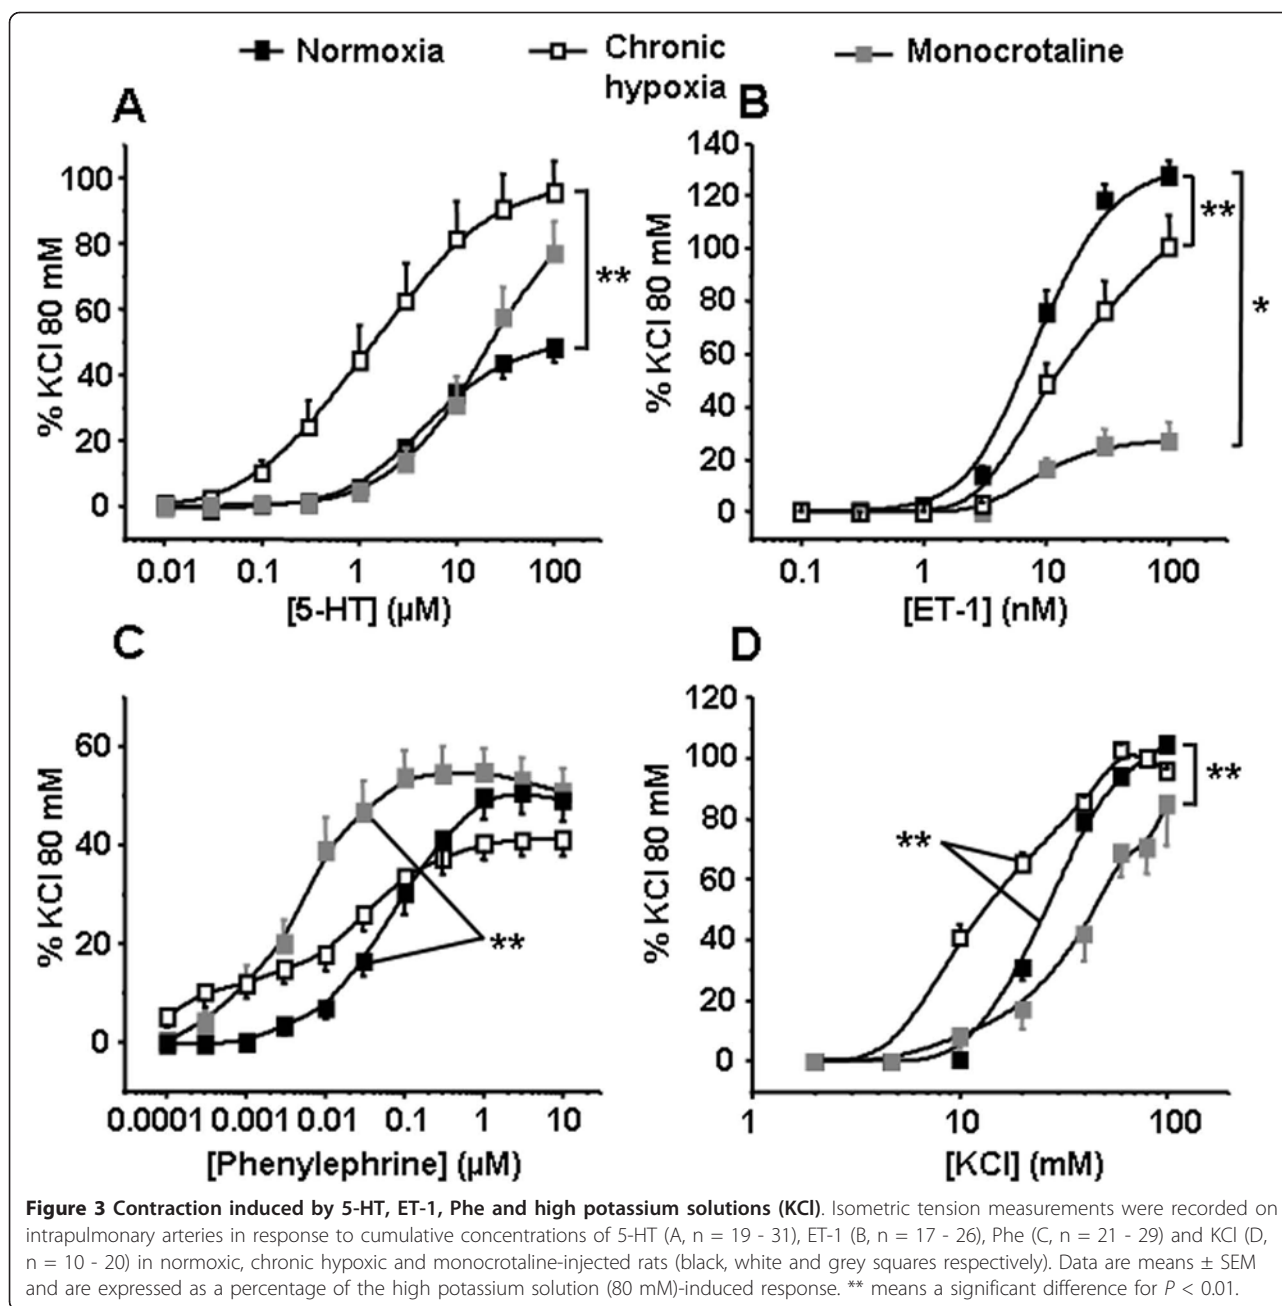 Normoxia
Chronic
hypoxia
Monocrotaline
A
% KCl 80 mM
100
80
60
40
20
0
**
0.01 0.1 1 10 100
[5-HT] (µM)
B
% KCl 80 mM
140
120
100
80
60
40
20
0
**
*
0.1 1 10 100
[ET-1] (nM)
C
% KCl 80 mM
60
40
20
0
**
0.0001 0.001 0.01 0.1 1 10
[Phenylephrine] (µM)
D
% KCl 80 mM
120
100
80
60
40
20
0
**
**
1 10 100
[KCl] (mM)
Figure 3 Contraction induced by 5-HT, ET-1, Phe and high potassium solutions (KCl). Isometric tension measurements were recorded on
intrapulmonary arteries in response to cumulative concentrations of 5-HT (A, n = 19 - 31), ET-1 (B, n = 17 - 26), Phe (C, n = 21 - 29) and KCl (D,
n = 10 - 20) in normoxic, chronic hypoxic and monocrotaline-injected rats (black, white and grey squares respectively). Data are means ± SEM
and are expressed as a percentage of the high potassium solution (80 mM)-induced response. ** means a significant difference for P < 0.01.